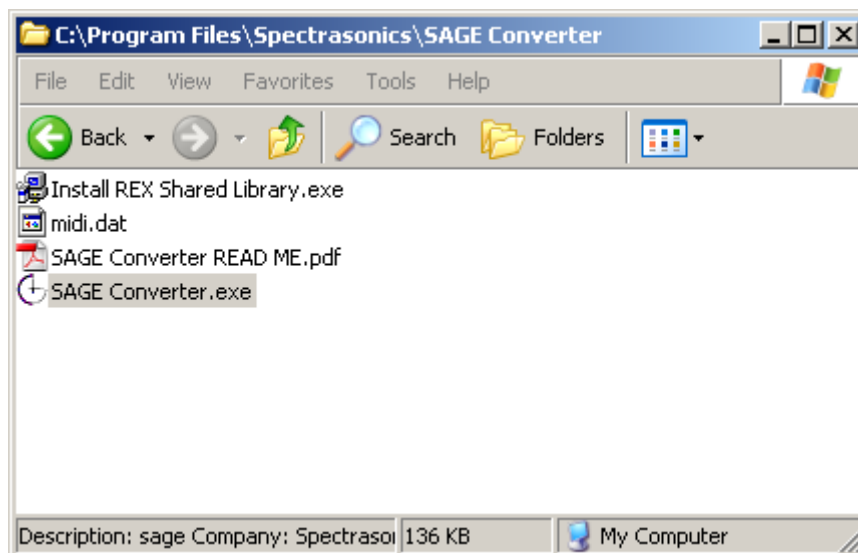 C:\Program Files\Spectrasonics\SAGE Converter
File Edit View Favorites Tools Help
Back Search Folders
Install REX Shared Library.exe
midi.dat
SAGE Converter READ ME.pdf
SAGE Converter.exe
Description: sage Company: Spectraso 136 KB My Computer